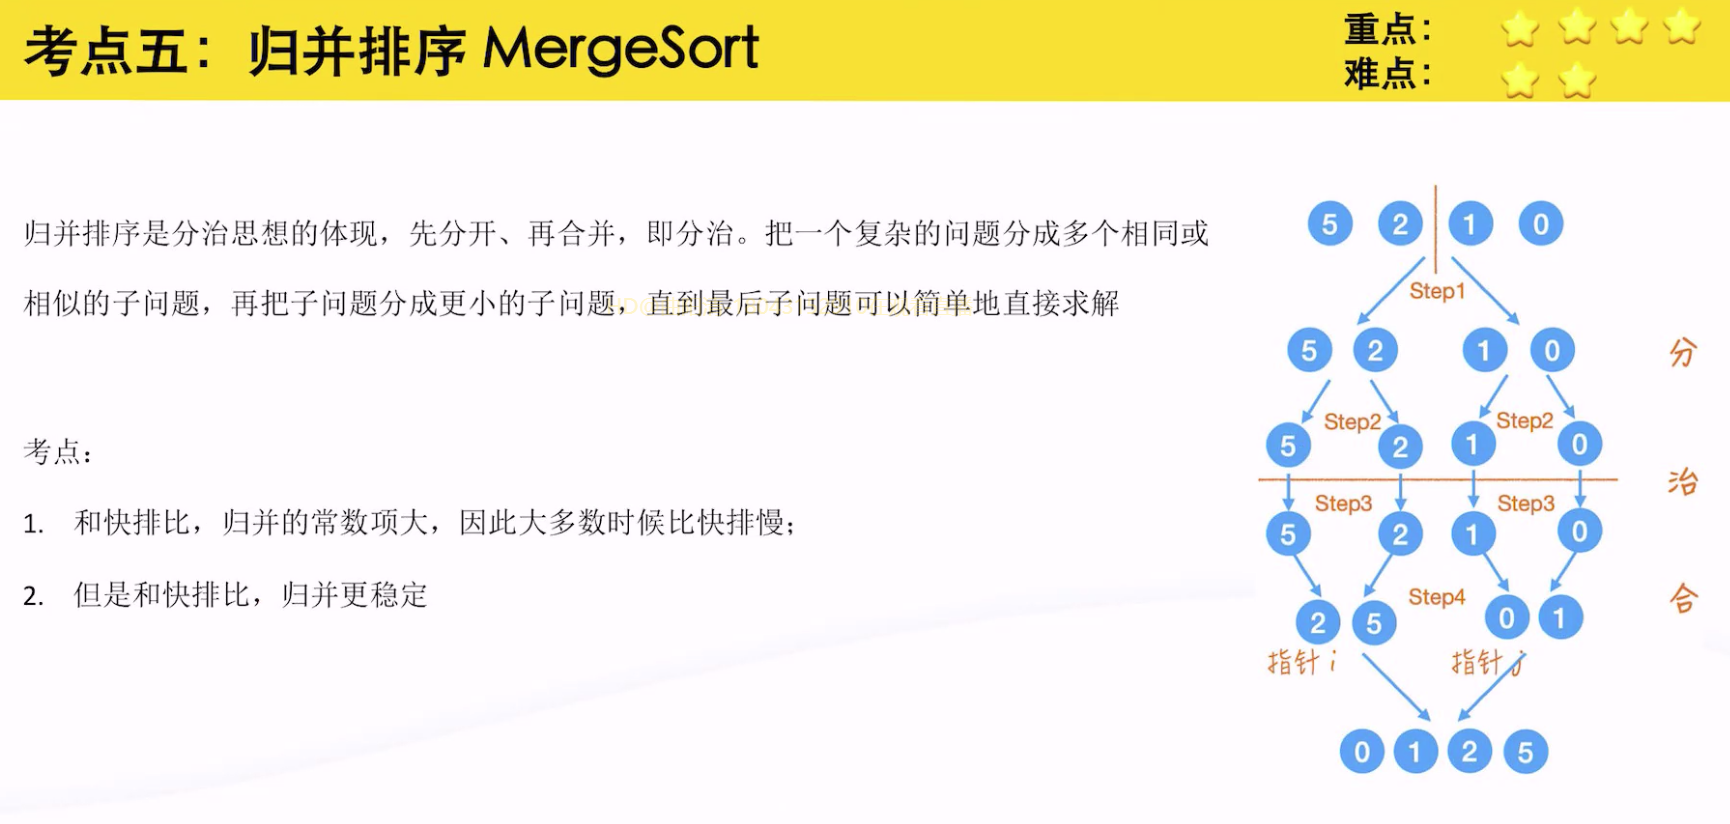 考点五：归并排序 MergeSort
重点：
难点：
归并排序是分治思想的体现，先分开、再合并，即分治。把一个复杂的问题分成多个相同或
相似的子问题，再把子问题分成更小的子问题，直到最后子问题可以简单地直接求解
考点：
1. 和快排比，归并的常数项大，因此大多数时候比快排慢；
2. 但是和快排比，归并更稳定
5 2 1 0
Step1
5 2 1 0
分
Step2 Step2
5 2 1 0
治
Step3 Step3
5 2 1 0
Step4
合
2 5 0 1
指针 i 指针 j
0 1 2 5